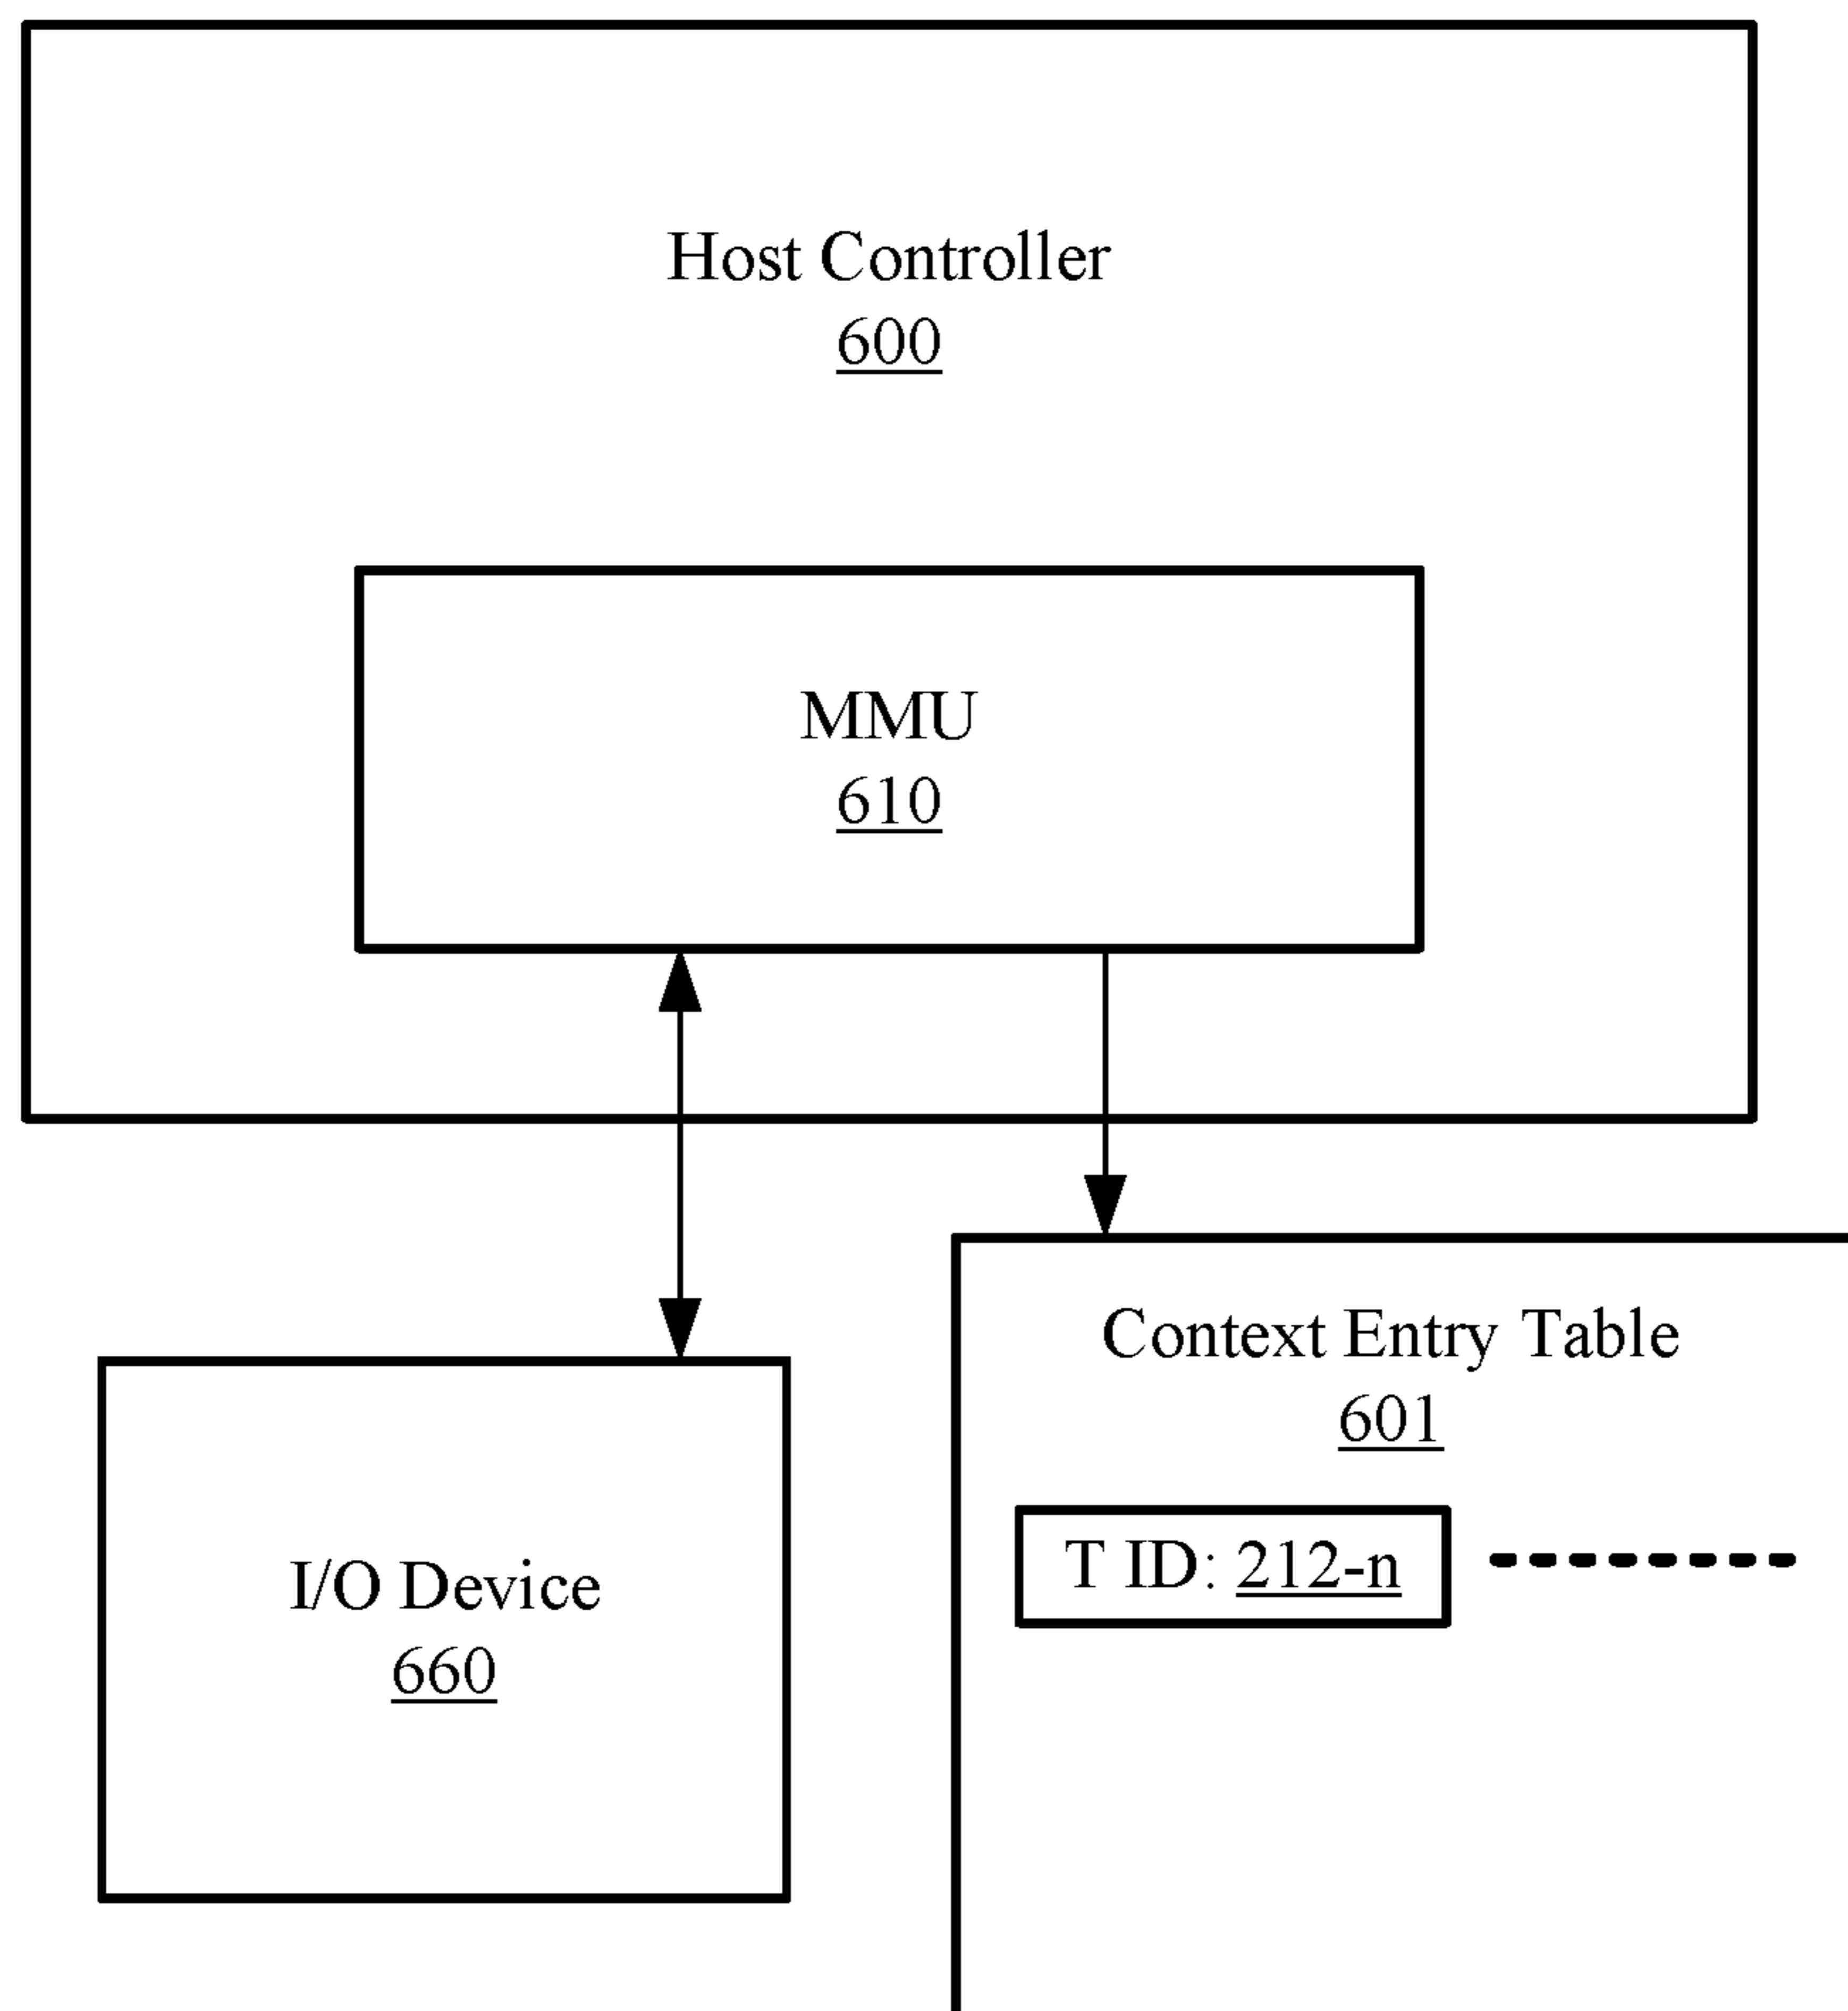 Host Controller
600
MMU
610
Context Entry Table
601
T ID: 212-n
I/O Device
660